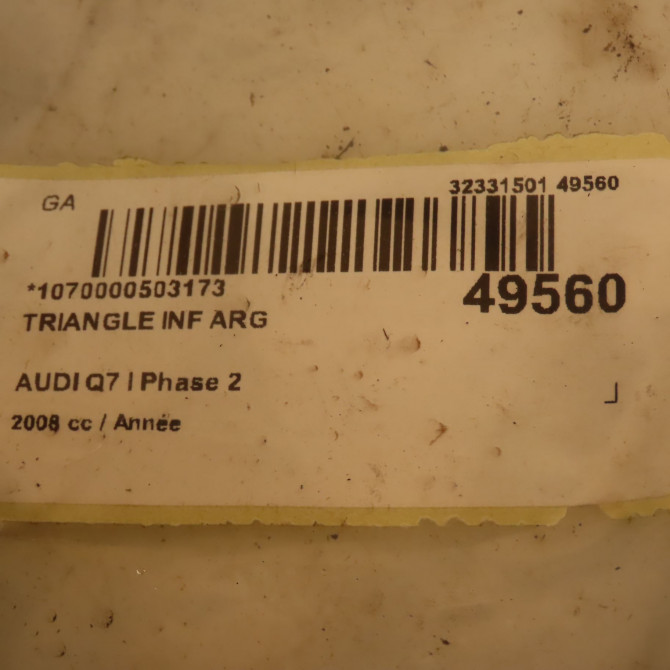 GA
32331501 49560
*1070000503173
49560
TRIANGLE INF ARG
AUDI Q7 I Phase 2
2008 cc / Année